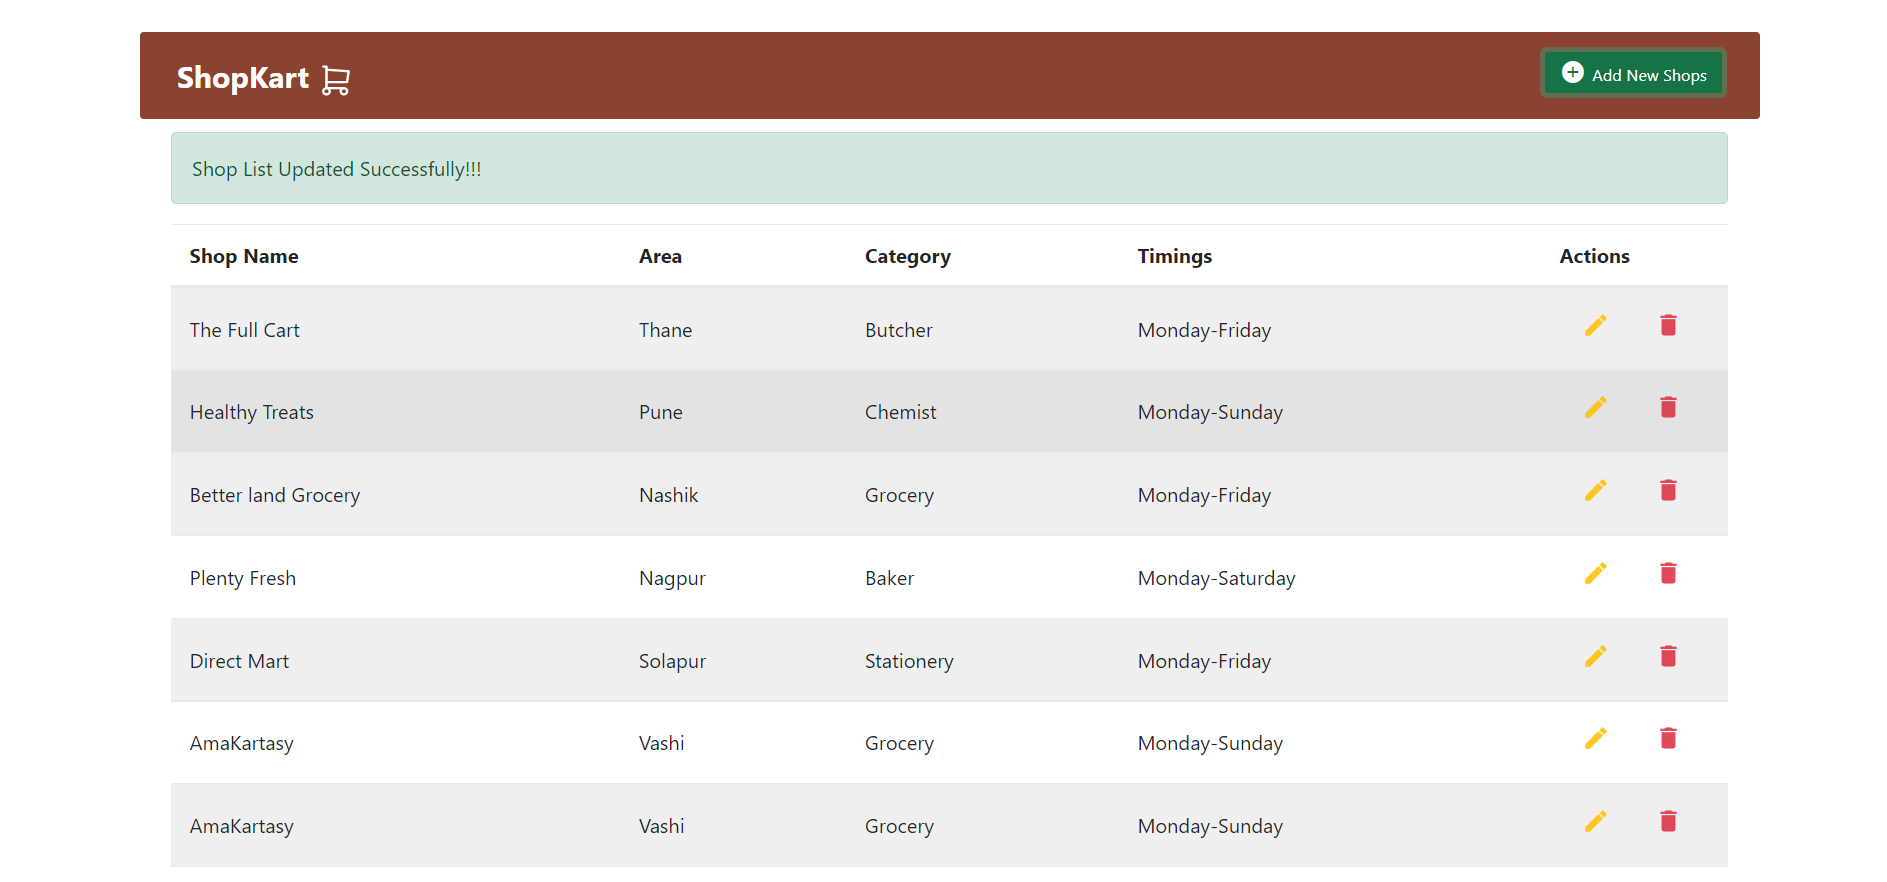 ShopKart
Add New Shops
Shop List Updated Successfully!!!
Shop Name Area Category Timings Actions
The Full Cart Thane Butcher Monday-Friday
Healthy Treats Pune Chemist Monday-Sunday
Better land Grocery Nashik Grocery Monday-Friday
Plenty Fresh Nagpur Baker Monday-Saturday
Direct Mart Solapur Stationery Monday-Friday
AmaKartasy Vashi Grocery Monday-Sunday
AmaKartasy Vashi Grocery Monday-Sunday